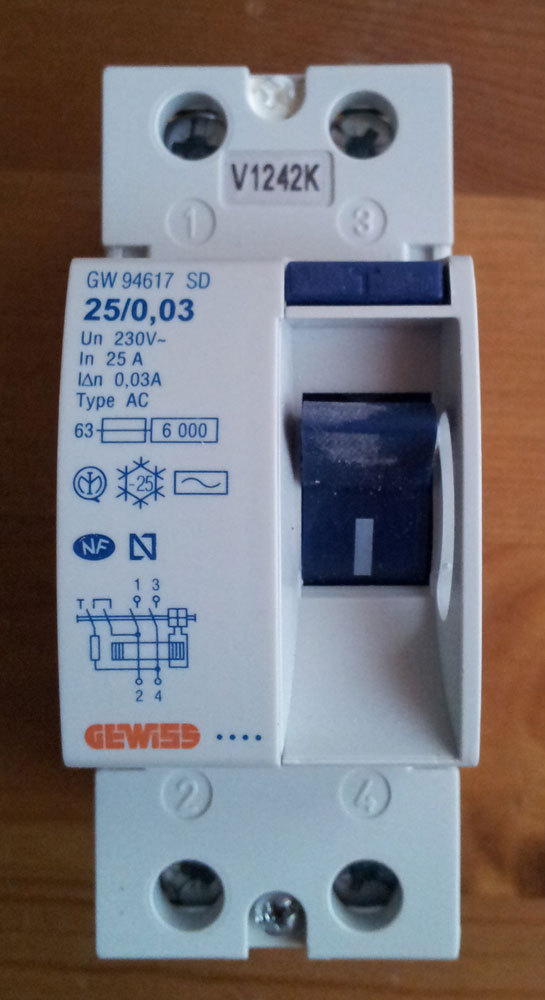 V1242K
1 3
GW 94617 SD
25/0,03
Un 230V~
In 25 A
IΔn 0,03A
Type AC
63 6 000
-25
NF N
1 3
T
2 4
GEWISS
2 4